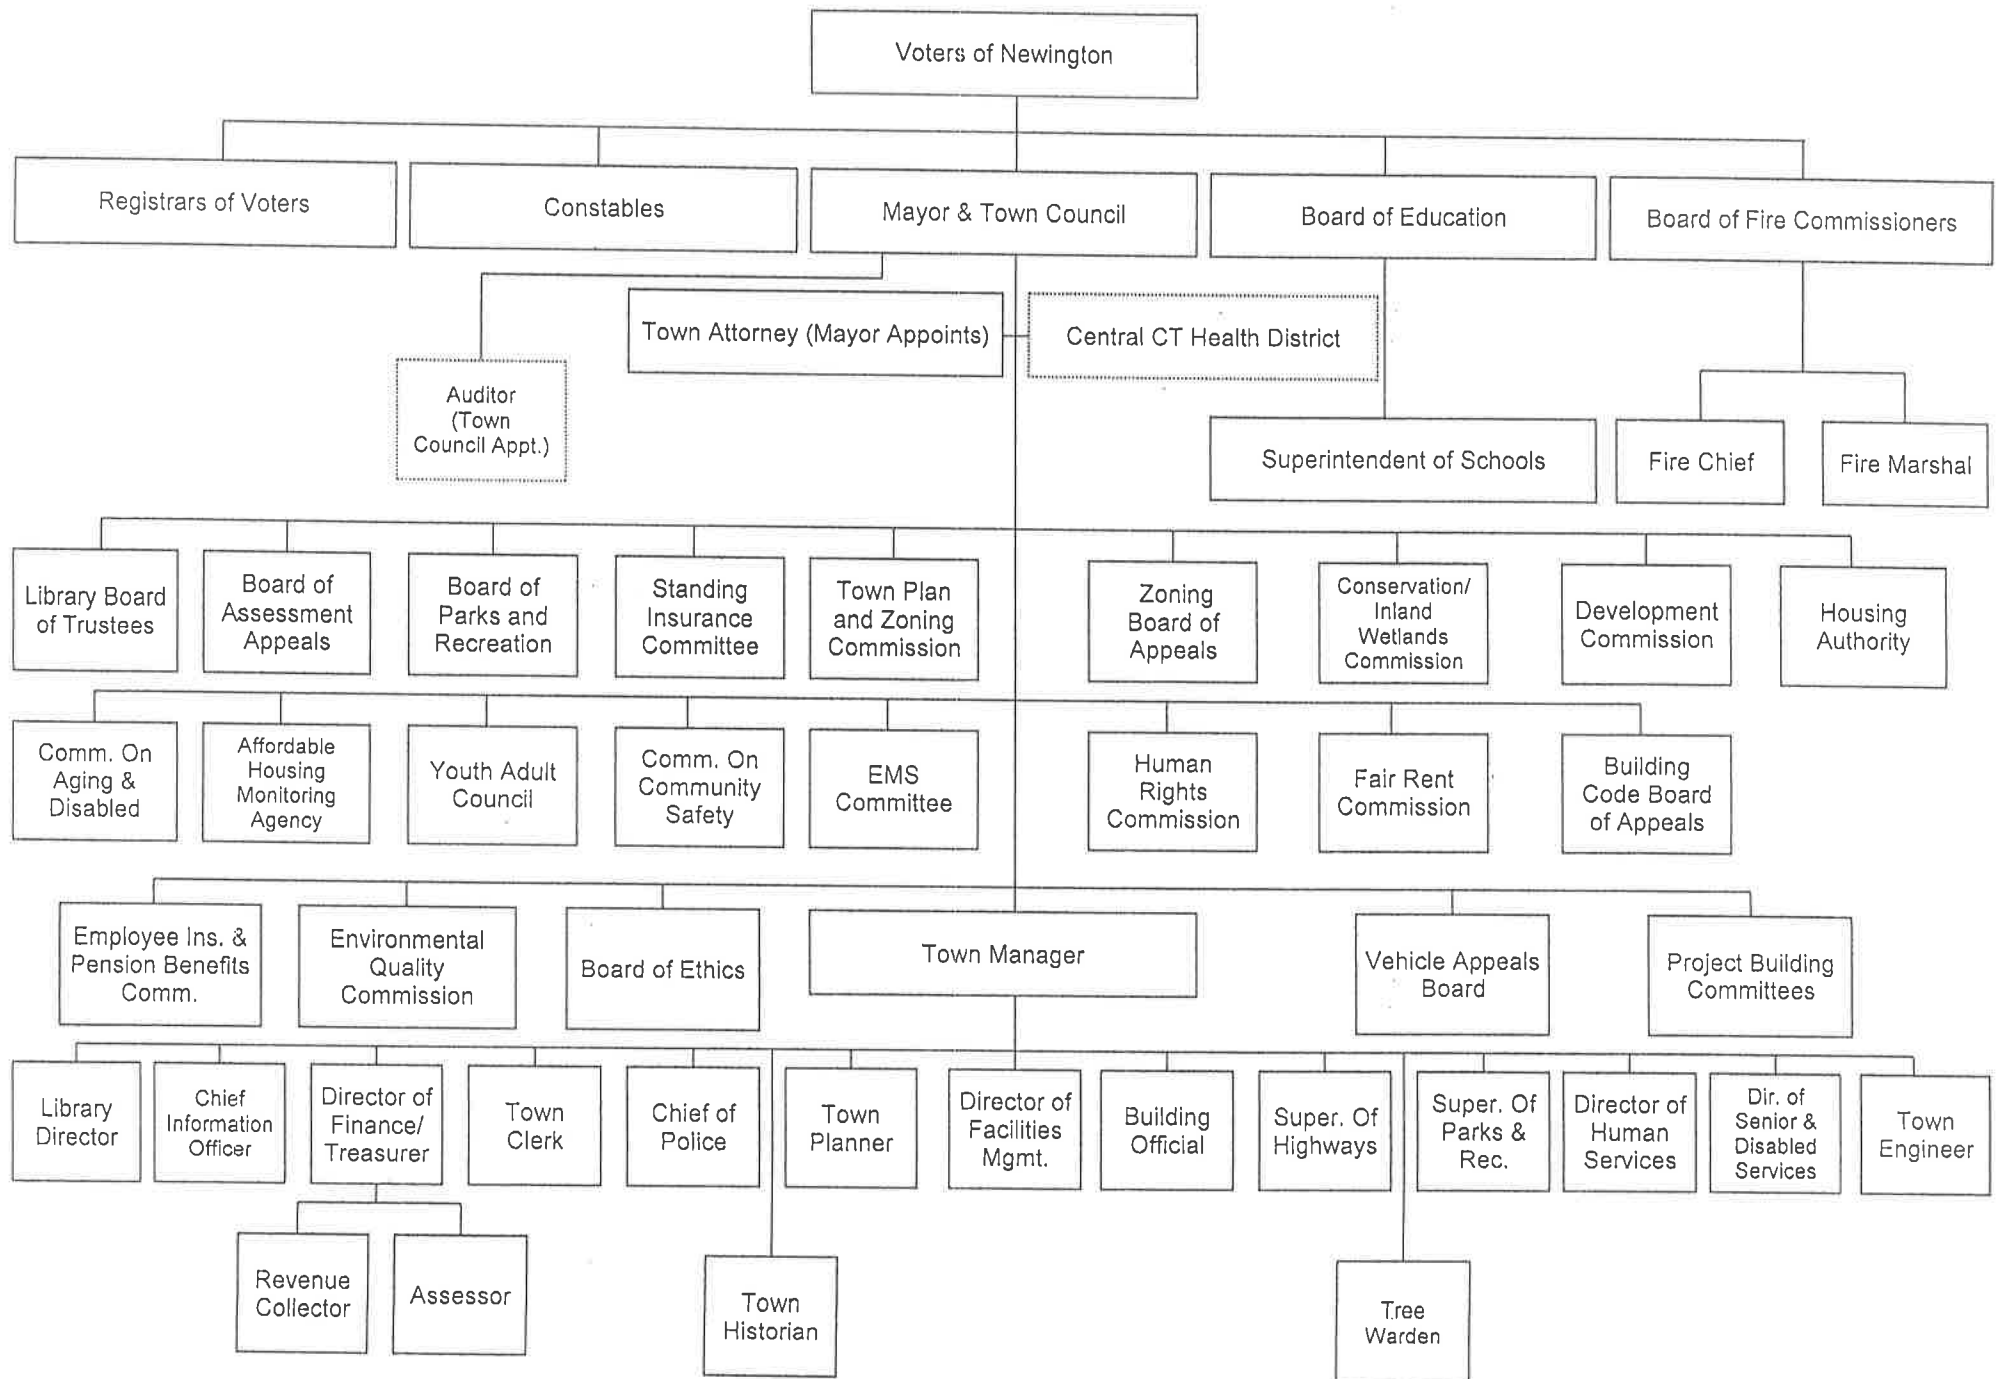 Voters of Newington
Registrars of Voters
Constables
Mayor & Town Council
Board of Education
Board of Fire Commissioners
Town Attorney (Mayor Appoints)
Central CT Health District
Auditor
(Town
Council Appt.)
Superintendent of Schools
Fire Chief
Fire Marshal
Library Board
of Trustees
Board of
Assessment
Appeals
Board of
Parks and
Recreation
Standing
Insurance
Committee
Town Plan
and Zoning
Commission
Zoning
Board of
Appeals
Conservation/
Inland
Wetlands
Commission
Development
Commission
Housing
Authority
Comm. On
Aging &
Disabled
Affordable
Housing
Monitoring
Agency
Youth Adult
Council
Comm. On
Community
Safety
EMS
Committee
Human
Rights
Commission
Fair Rent
Commission
Building
Code Board
of Appeals
Employee Ins. &
Pension Benefits
Comm.
Environmental
Quality
Commission
Board of Ethics
Town Manager
Vehicle Appeals
Board
Project Building
Committees
Library
Director
Chief
Information
Officer
Director of
Finance/
Treasurer
Town
Clerk
Chief of
Police
Town
Planner
Director of
Facilities
Mgmt.
Building
Official
Super. Of
Highways
Super. Of
Parks &
Rec.
Director of
Human
Services
Dir. of
Senior &
Disabled
Services
Town
Engineer
Revenue
Collector
Assessor
Town
Historian
Tree
Warden